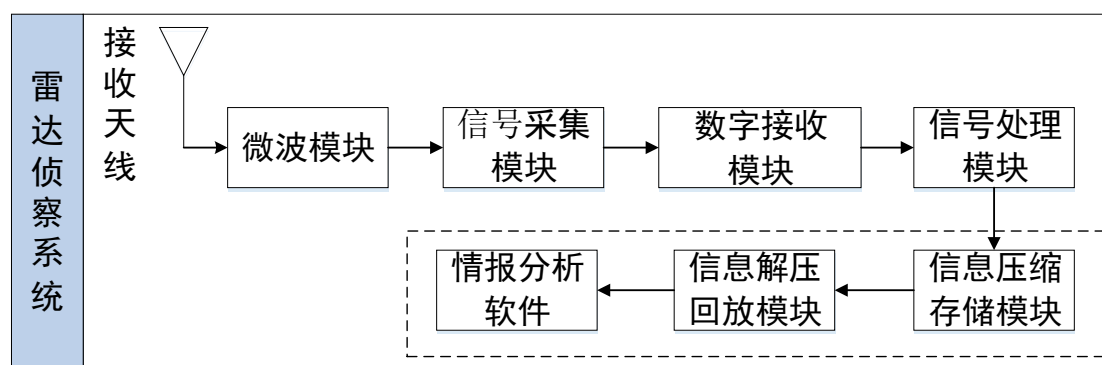 雷达侦察系统
接收天线
微波模块
信号采集
模块
数字接收
模块
信号处理
模块
情报分析
软件
信息解压
回放模块
信息压缩
存储模块